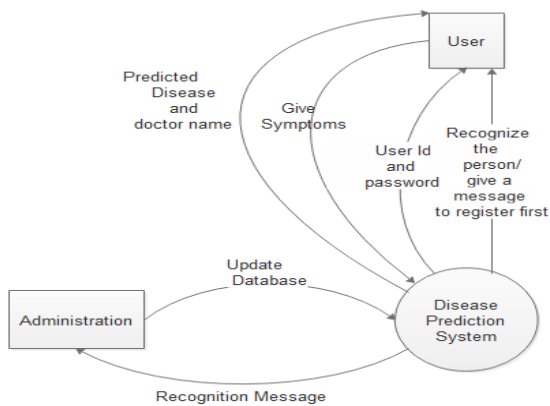 User
Predicted
Disease
and
doctor name
Give
Symptoms
User Id
and
password
Recognize
the
person/
give a
message
to register first
Update
Database
Administration
Disease
Prediction
System
Recognition Message